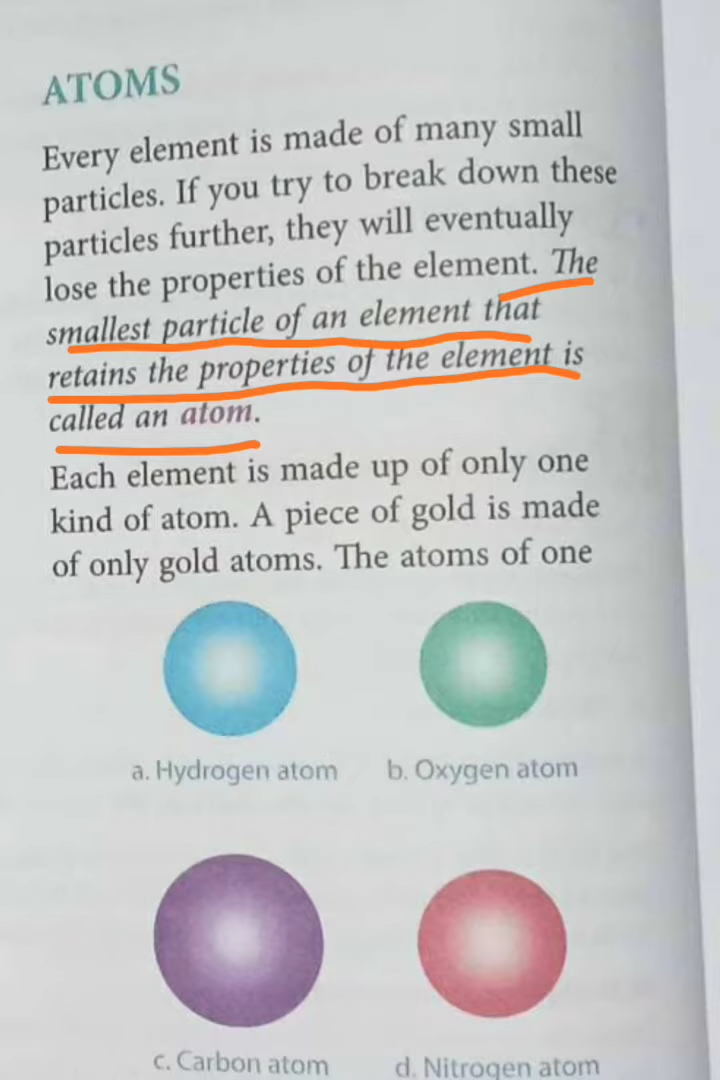 ATOMS
Every element is made of many small
particles. If you try to break down these
particles further, they will eventually
lose the properties of the element. The
smallest particle of an element that
retains the properties of the element is
called an atom.
Each element is made up of only one
kind of atom. A piece of gold is made
of only gold atoms. The atoms of one
a. Hydrogen atom
b. Oxygen atom
c. Carbon atom
d. Nitrogen atom